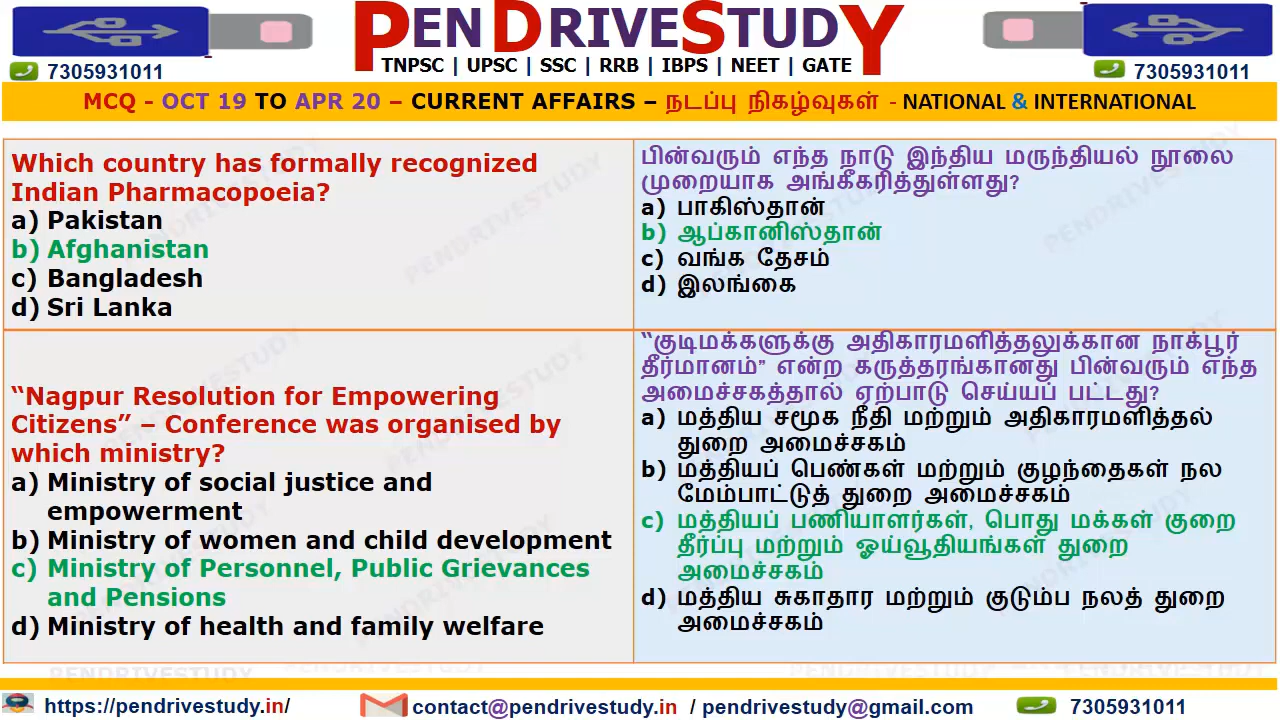 PENDRIVESTUDY
TNPSC | UPSC | SSC | RRB | IBPS | NEET | GATE
7305931011
7305931011
MCQ - OCT 19 TO APR 20 – CURRENT AFFAIRS – நடப்பு நிகழ்வுகள் - NATIONAL & INTERNATIONAL
Which country has formally recognized
Indian Pharmacopoeia?
a) Pakistan
b) Afghanistan
c) Bangladesh
d) Sri Lanka
பின்வரும் எந்த நாடு இந்திய மருந்தியல் நூலை
முறையாக அங்கீகரித்துள்ளது?
a) பாகிஸ்தான்
b) ஆப்கானிஸ்தான்
c) வங்க தேசம்
d) இலங்கை
“Nagpur Resolution for Empowering
Citizens” – Conference was organised by
which ministry?
a) Ministry of social justice and
empowerment
b) Ministry of women and child development
c) Ministry of Personnel, Public Grievances
and Pensions
d) Ministry of health and family welfare
“குடிமக்களுக்கு அதிகாரமளித்தலுக்கான நாக்பூர்
தீர்மானம்” என்ற கருத்தரங்கானது பின்வரும் எந்த
அமைச்சகத்தால் ஏற்பாடு செய்யப் பட்டது?
a) மத்திய சமூக நீதி மற்றும் அதிகாரமளித்தல்
துறை அமைச்சகம்
b) மத்தியப் பெண்கள் மற்றும் குழந்தைகள் நல
மேம்பாட்டுத் துறை அமைச்சகம்
c) மத்தியப் பணியாளர்கள், பொது மக்கள் குறை
தீர்ப்பு மற்றும் ஓய்வூதியங்கள் துறை
அமைச்சகம்
d) மத்திய சுகாதார மற்றும் குடும்ப நலத் துறை
அமைச்சகம்
https://pendrivestudy.in/
contact@pendrivestudy.in / pendrivestudy@gmail.com
7305931011